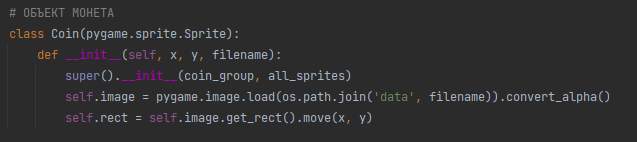 # ОБЪЕКТ МОНЕТА
class Coin(pygame.sprite.Sprite):
    def __init__(self, x, y, filename):
        super().__init__(coin_group, all_sprites)
        self.image = pygame.image.load(os.path.join('data', filename)).convert_alpha()
        self.rect = self.image.get_rect().move(x, y)